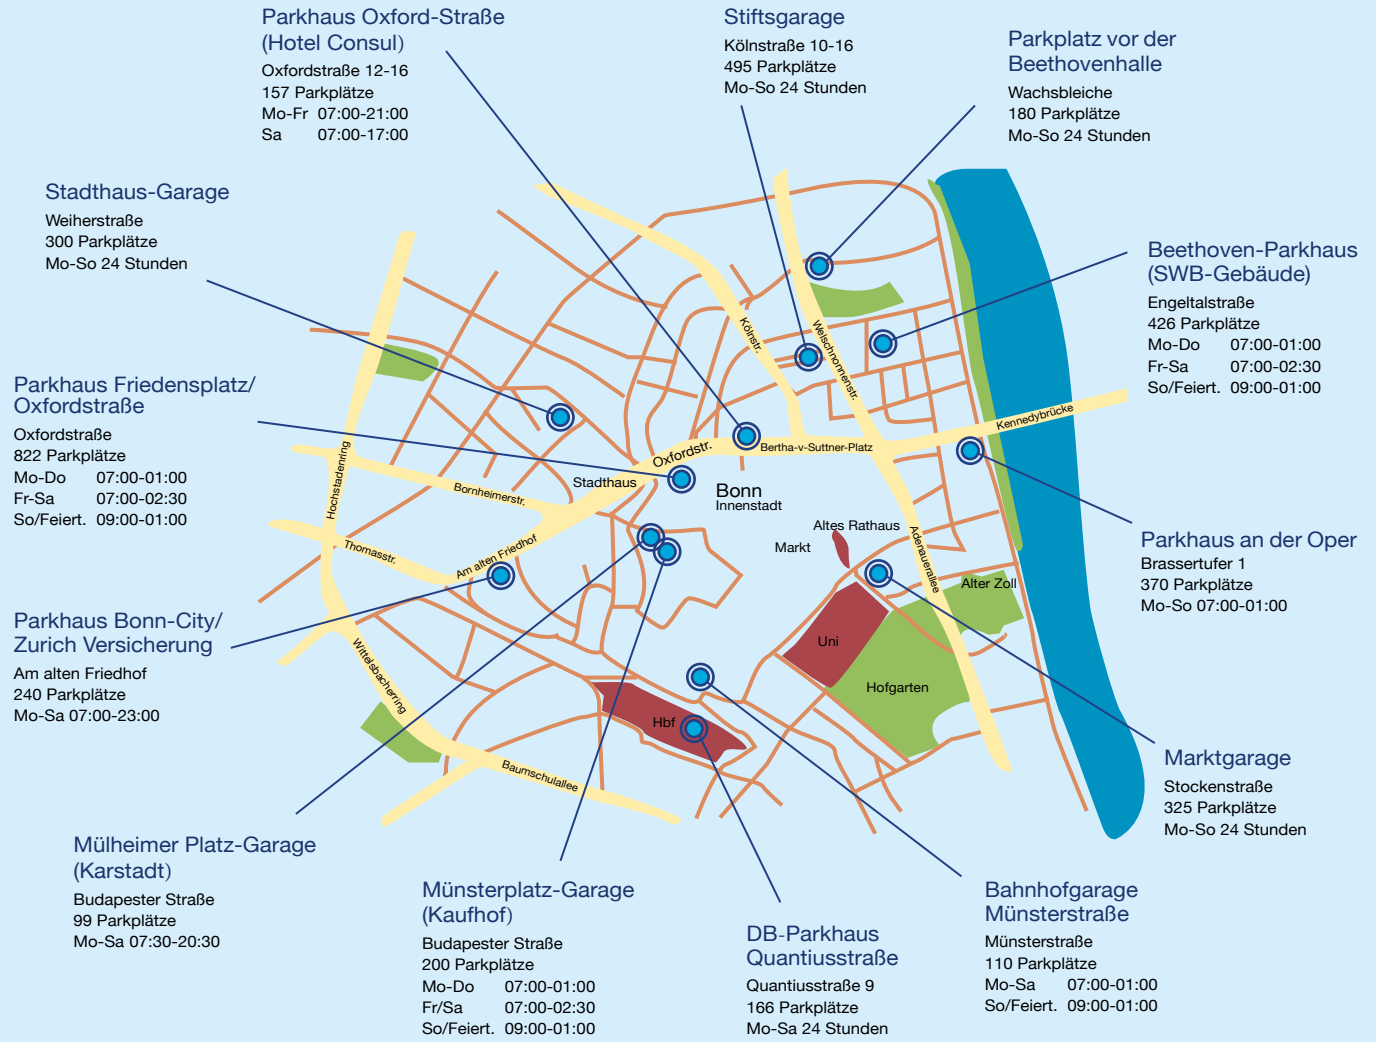 Parkhaus Oxford-Straße
(Hotel Consul)
Oxfordstraße 12-16
157 Parkplätze
Mo-Fr 07:00-21:00
Sa 07:00-17:00
Stiftsgarage
Kölnstraße 10-16
495 Parkplätze
Mo-So 24 Stunden
Parkplatz vor der
Beethovenhalle
Wachsbleiche
180 Parkplätze
Mo-So 24 Stunden
Stadthaus-Garage
Weiherstraße
300 Parkplätze
Mo-So 24 Stunden
Beethoven-Parkhaus
(SWB-Gebäude)
Engeltalstraße
426 Parkplätze
Mo-Do 07:00-01:00
Fr-Sa 07:00-02:30
So/Feiert. 09:00-01:00
Parkhaus Friedensplatz/
Oxfordstraße
Oxfordstraße
822 Parkplätze
Mo-Do 07:00-01:00
Fr-Sa 07:00-02:30
So/Feiert. 09:00-01:00
Kölnstr.
Welschnonnenstr.
Kennedybrücke
Hochstadenring
Oxfordstr.
Bertha-v-Suttner-Platz
Stadthaus
Bornheimerstr.
Bonn
Innenstadt
Altes Rathaus
Markt
Thomasstr.
Am alten Friedhof
Adenauerallee
Alter Zoll
Uni
Hofgarten
Wittelsbacherring
Hbf
Baumschulallee
Parkhaus an der Oper
Brassertufer 1
370 Parkplätze
Mo-So 07:00-01:00
Parkhaus Bonn-City/
Zurich Versicherung
Am alten Friedhof
240 Parkplätze
Mo-Sa 07:00-23:00
Marktgarage
Stockenstraße
325 Parkplätze
Mo-So 24 Stunden
Mülheimer Platz-Garage
(Karstadt)
Budapester Straße
99 Parkplätze
Mo-Sa 07:30-20:30
Münsterplatz-Garage
(Kaufhof)
Budapester Straße
200 Parkplätze
Mo-Do 07:00-01:00
Fr/Sa 07:00-02:30
So/Feiert. 09:00-01:00
DB-Parkhaus
Quantiusstraße
Quantiusstraße 9
166 Parkplätze
Mo-Sa 24 Stunden
Bahnhofgarage
Münsterstraße
Münsterstraße
110 Parkplätze
Mo-Sa 07:00-01:00
So/Feiert. 09:00-01:00